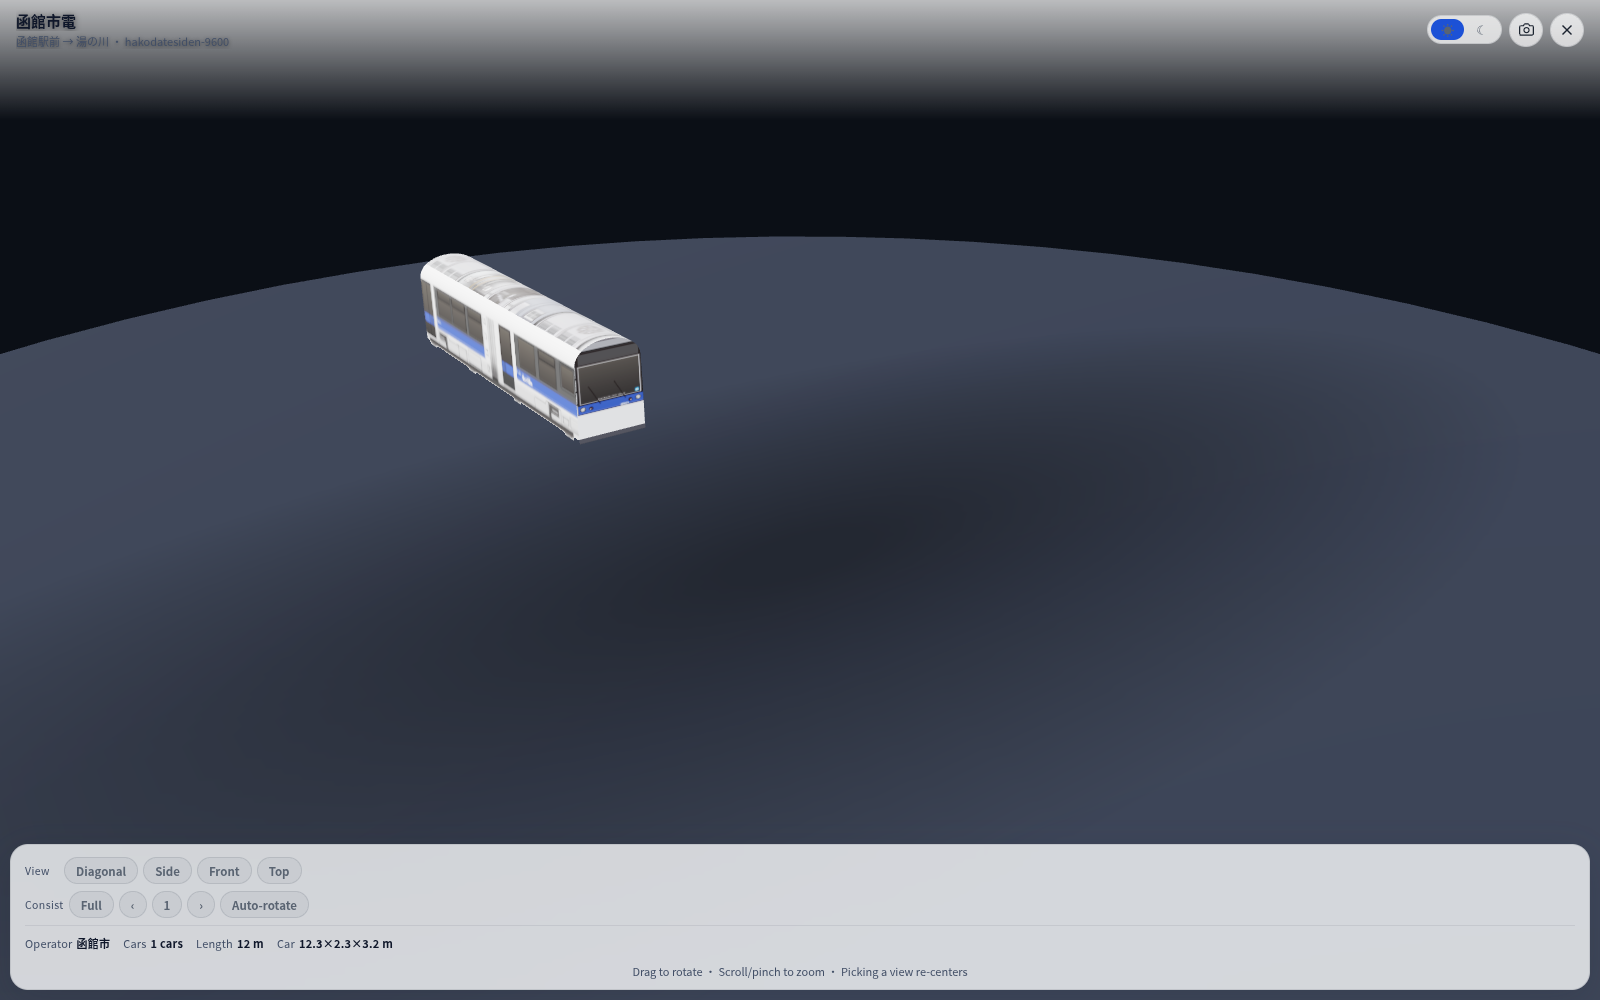 函館市電
函館駅前 → 湯の川 · hakodatesiden-9600
View Diagonal Side Front Top
Consist Full ‹ 1 › Auto-rotate
Operator 函館市 Cars 1 cars Length 12 m Car 12.3×2.3×3.2 m
Drag to rotate · Scroll/pinch to zoom · Picking a view re-centers